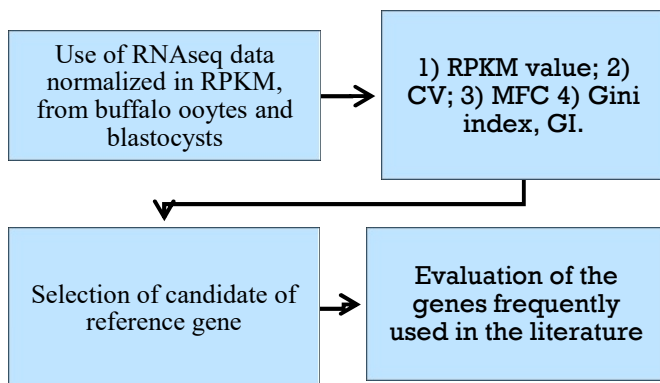 Use of RNAseq data
normalized in RPKM,
from buffalo oocytes and
blastocysts
1) RPKM value; 2)
CV; 3) MFC 4) Gini
index, GI.
Selection of candidate of
reference gene
Evaluation of the
genes frequently
used in the literature